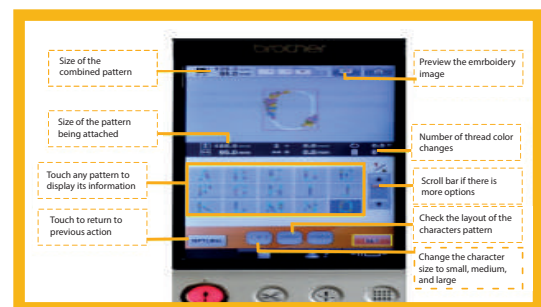 brother
Size of the
combined pattern
Preview the emrboidery
image
Size of the pattern
being attached
Number of thread color
changes
Touch any pattern to
display its information
Scroll bar if there is
more options
Touch to return to
previous action
Check the layout of the
characters pattern
Change the character
size to small, medium,
and large